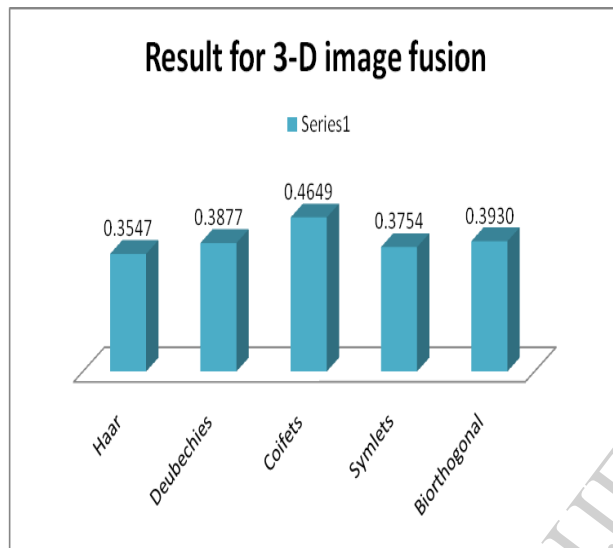 Result for 3-D image fusion
Series1
0.3547 0.3877 0.4649 0.3754 0.3930
Haar Deubechies Coifets Symlets Biorthogonal